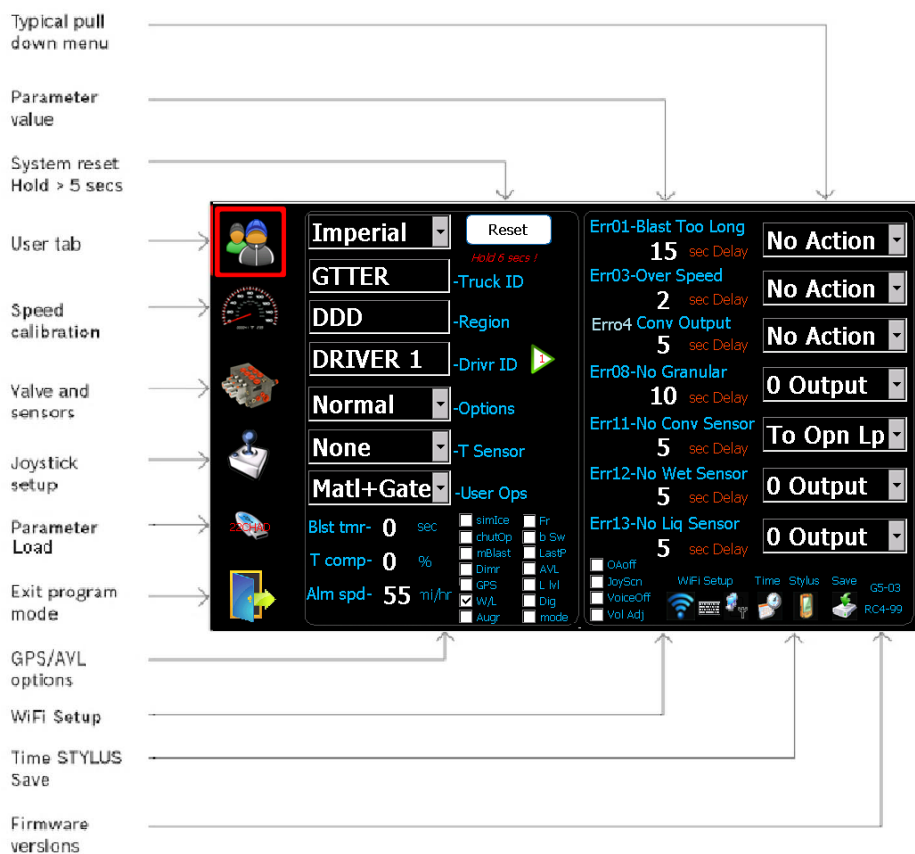 Typical pull
down menu
Parameter
value
System reset
Hold > 5 secs
User tab
Speed
calibration
Valve and
sensors
Joystick
setup
Parameter
Load
Exit program
mode
GPS/AVL
options
WiFi Setup
Time STYLUS
Save
Firmware
versions
Imperial
Reset
Hold 6 secs !
GTTER
-Truck ID
DDD
-Region
DRIVER 1
-Drivr ID
1
Normal
-Options
None
-T Sensor
Matl+Gate
-User Ops
Blst tmr- 0 sec
T comp- 0 %
Alm spd- 55 mi/hr
simIce
Fr
chutOp
b Sw
mBlast
LastP
Dimr
AVL
GPS
L lvl
W/L
Dig
Augr
mode
Err01-Blast Too Long
15 sec Delay
No Action
Err03-Over Speed
2 sec Delay
No Action
Erro4 Conv Output
5 sec Delay
No Action
Err08-No Granular
10 sec Delay
0 Output
Err11-No Conv Sensor
5 sec Delay
To Opn Lp
Err12-No Wet Sensor
5 sec Delay
0 Output
Err13-No Liq Sensor
5 sec Delay
0 Output
OAoff
JoyScn
VoiceOff
Vol Adj
WiFi Setup
Time
Stylus
Save
G5-03
RC4-99